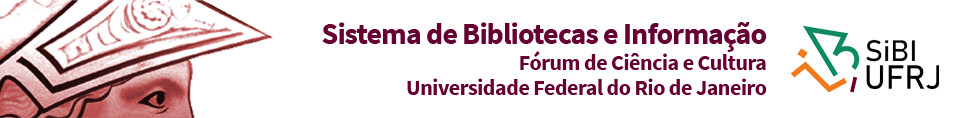 Sistema de Bibliotecas e Informação
Fórum de Ciência e Cultura
Universidade Federal do Rio de Janeiro
SiBI
UFRJ